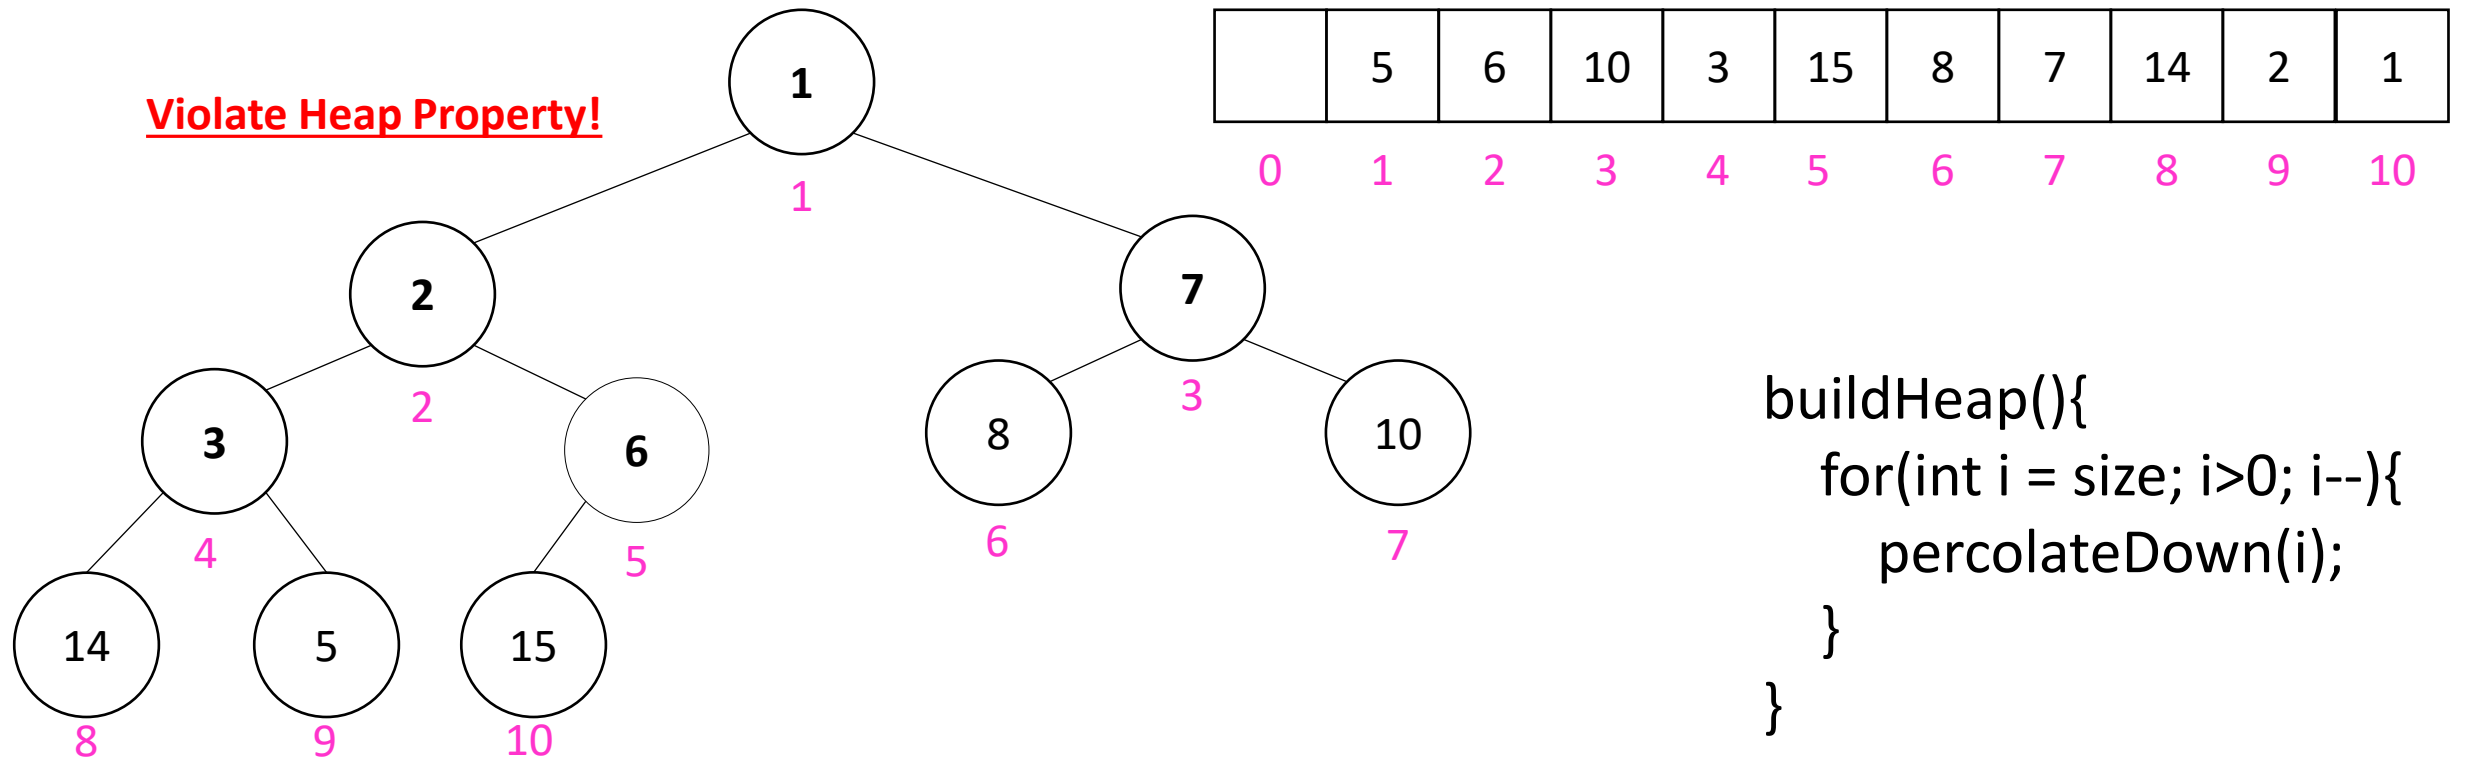 Violate Heap Property!
5 6 10 3 15 8 7 14 2 1
0 1 2 3 4 5 6 7 8 9 10
1
1
2 7
2 3
3 6 8 10
4 5 6 7
14 5 15
8 9 10
buildHeap(){
for(int i = size; i>0; i--){
percolateDown(i);
}
}